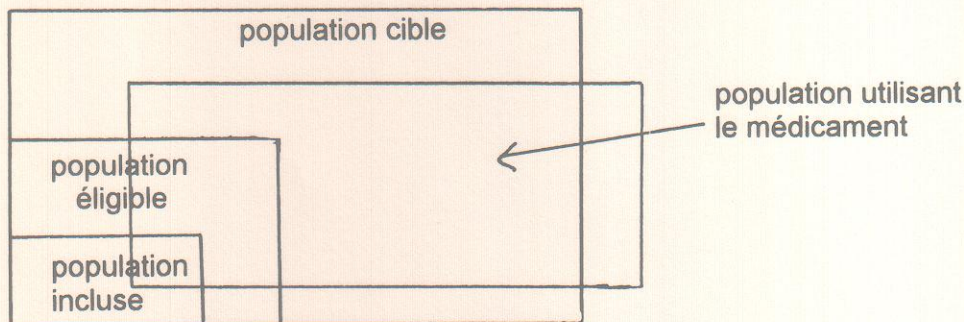 population cible
population utilisant
le médicament
population
éligible
population
incluse